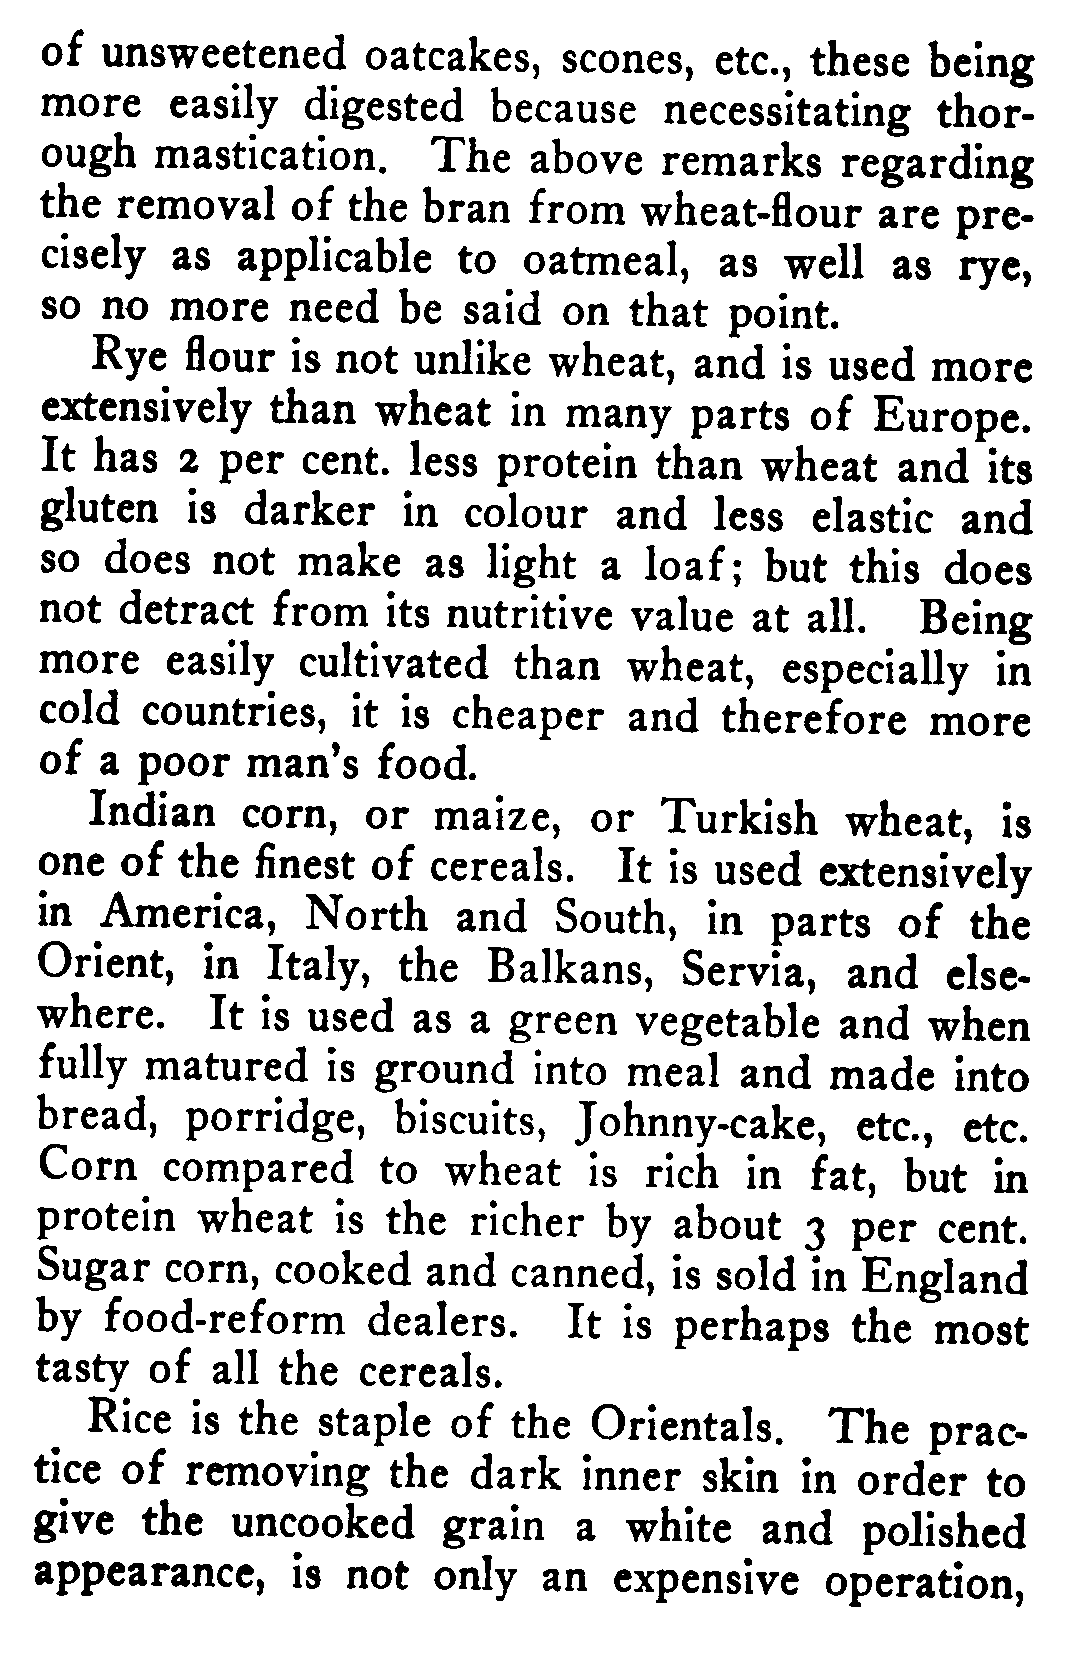 of unsweetened oatcakes, scones, etc., these being
more easily digested because necessitating thor-
ough mastication. The above remarks regarding
the removal of the bran from wheat-flour are pre-
cisely as applicable to oatmeal, as well as rye,
so no more need be said on that point.
Rye flour is not unlike wheat, and is used more
extensively than wheat in many parts of Europe.
It has 2 per cent. less protein than wheat and its
gluten is darker in colour and less elastic and
so does not make as light a loaf; but this does
not detract from its nutritive value at all. Being
more easily cultivated than wheat, especially in
cold countries, it is cheaper and therefore more
of a poor man's food.
Indian corn, or maize, or Turkish wheat, is
one of the finest of cereals. It is used extensively
in America, North and South, in parts of the
Orient, in Italy, the Balkans, Servia, and else-
where. It is used as a green vegetable and when
fully matured is ground into meal and made into
bread, porridge, biscuits, Johnny-cake, etc., etc.
Corn compared to wheat is rich in fat, but in
protein wheat is the richer by about 3 per cent.
Sugar corn, cooked and canned, is sold in England
by food-reform dealers. It is perhaps the most
tasty of all the cereals.
Rice is the staple of the Orientals. The prac-
tice of removing the dark inner skin in order to
give the uncooked grain a white and polished
appearance, is not only an expensive operation,